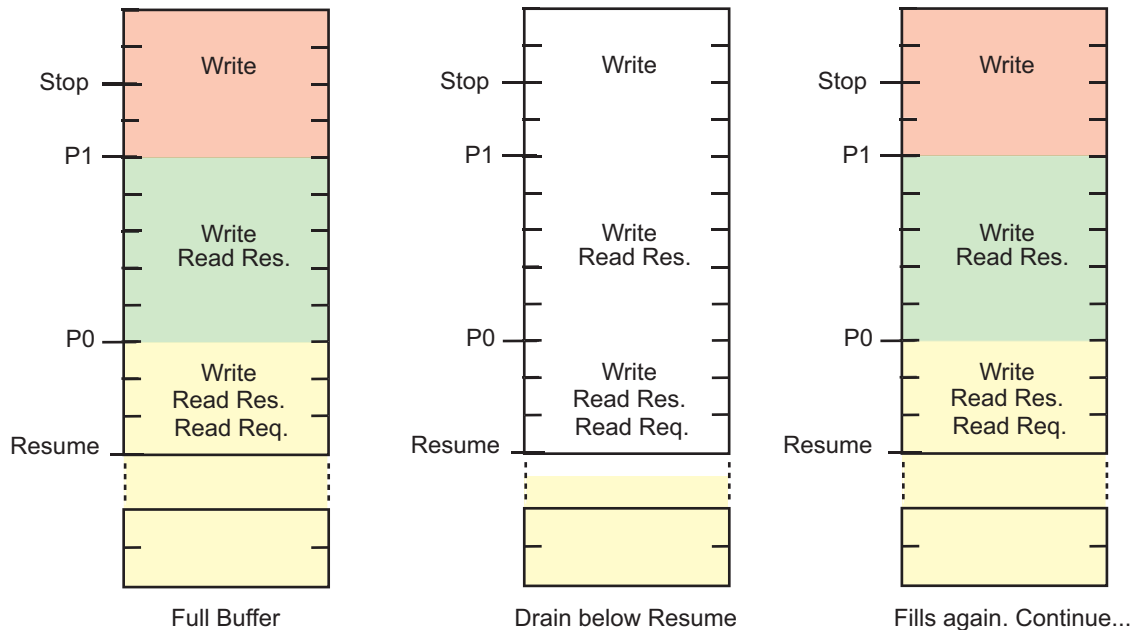 Write
Stop
P1
Write
Read Res.
P0
Write
Read Res.
Read Req.
Resume
Full Buffer
Write
Stop
P1
Write
Read Res.
P0
Write
Read Res.
Read Req.
Resume
Drain below Resume
Write
Stop
P1
Write
Read Res.
P0
Write
Read Res.
Read Req.
Resume
Fills again. Continue...